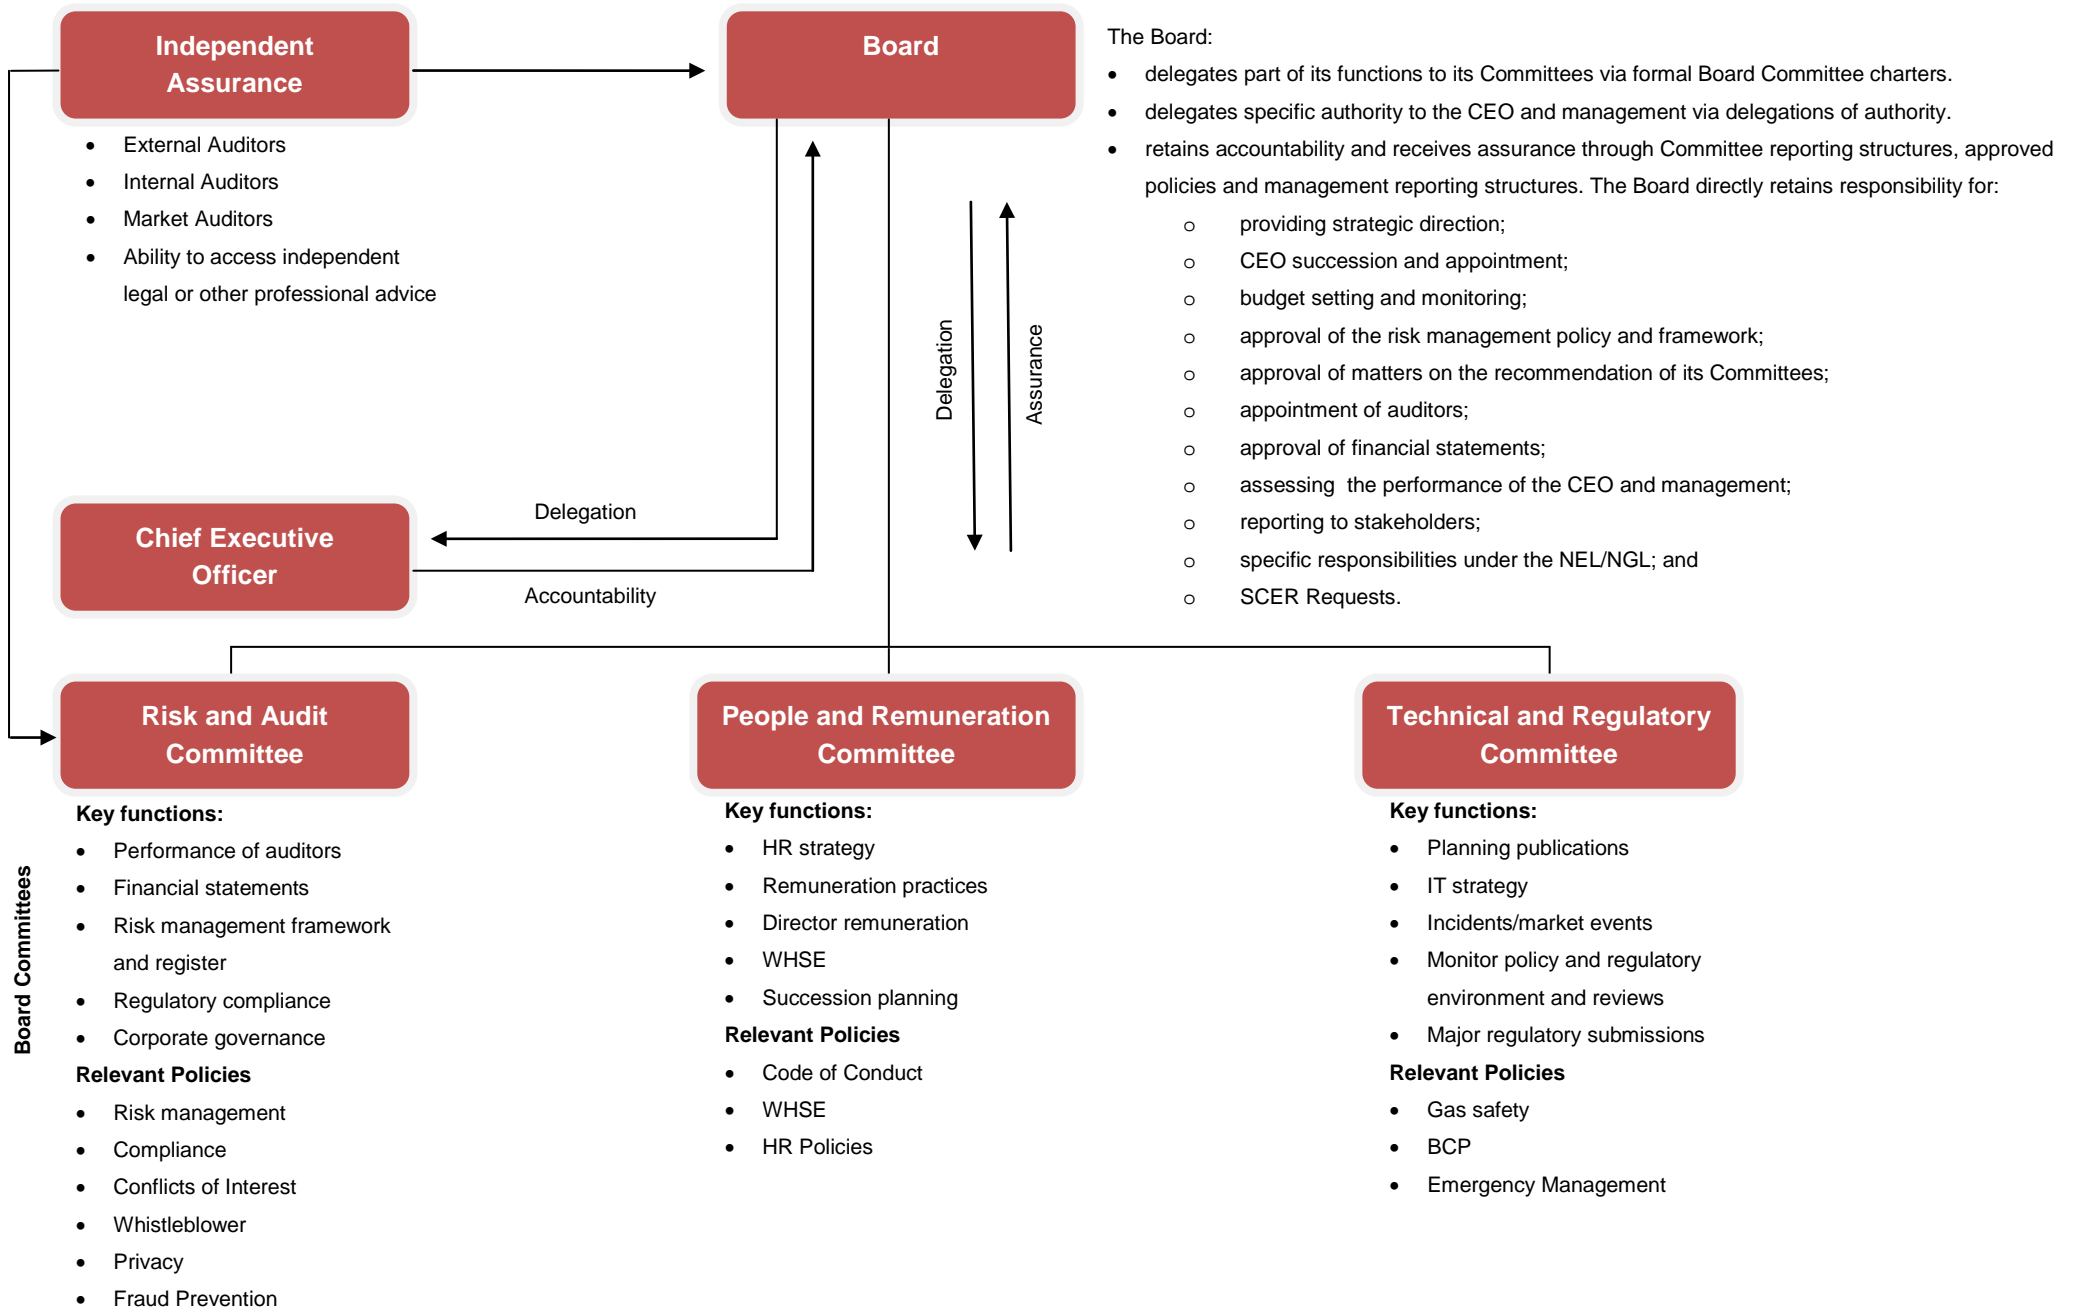 Independent
Assurance
Board
External Auditors
Internal Auditors
Market Auditors
Ability to access independent
legal or other professional advice
The Board:
delegates part of its functions to its Committees via formal Board Committee charters.
delegates specific authority to the CEO and management via delegations of authority.
retains accountability and receives assurance through Committee reporting structures, approved
policies and management reporting structures. The Board directly retains responsibility for:
providing strategic direction;
CEO succession and appointment;
budget setting and monitoring;
approval of the risk management policy and framework;
approval of matters on the recommendation of its Committees;
appointment of auditors;
approval of financial statements;
assessing  the performance of the CEO and management;
reporting to stakeholders;
specific responsibilities under the NEL/NGL; and
SCER Requests.
Delegation
Assurance
Chief Executive
Officer
Delegation
Accountability
Board Committees
Risk and Audit
Committee
Key functions:
Performance of auditors
Financial statements
Risk management framework
and register
Regulatory compliance
Corporate governance
Relevant Policies
Risk management
Compliance
Conflicts of Interest
Whistleblower
Privacy
Fraud Prevention
People and Remuneration
Committee
Key functions:
HR strategy
Remuneration practices
Director remuneration
WHSE
Succession planning
Relevant Policies
Code of Conduct
WHSE
HR Policies
Technical and Regulatory
Committee
Key functions:
Planning publications
IT strategy
Incidents/market events
Monitor policy and regulatory
environment and reviews
Major regulatory submissions
Relevant Policies
Gas safety
BCP
Emergency Management